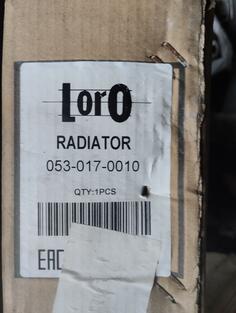 LorO
RADIATOR
053-017-0010
QTY:1PCS
EAC